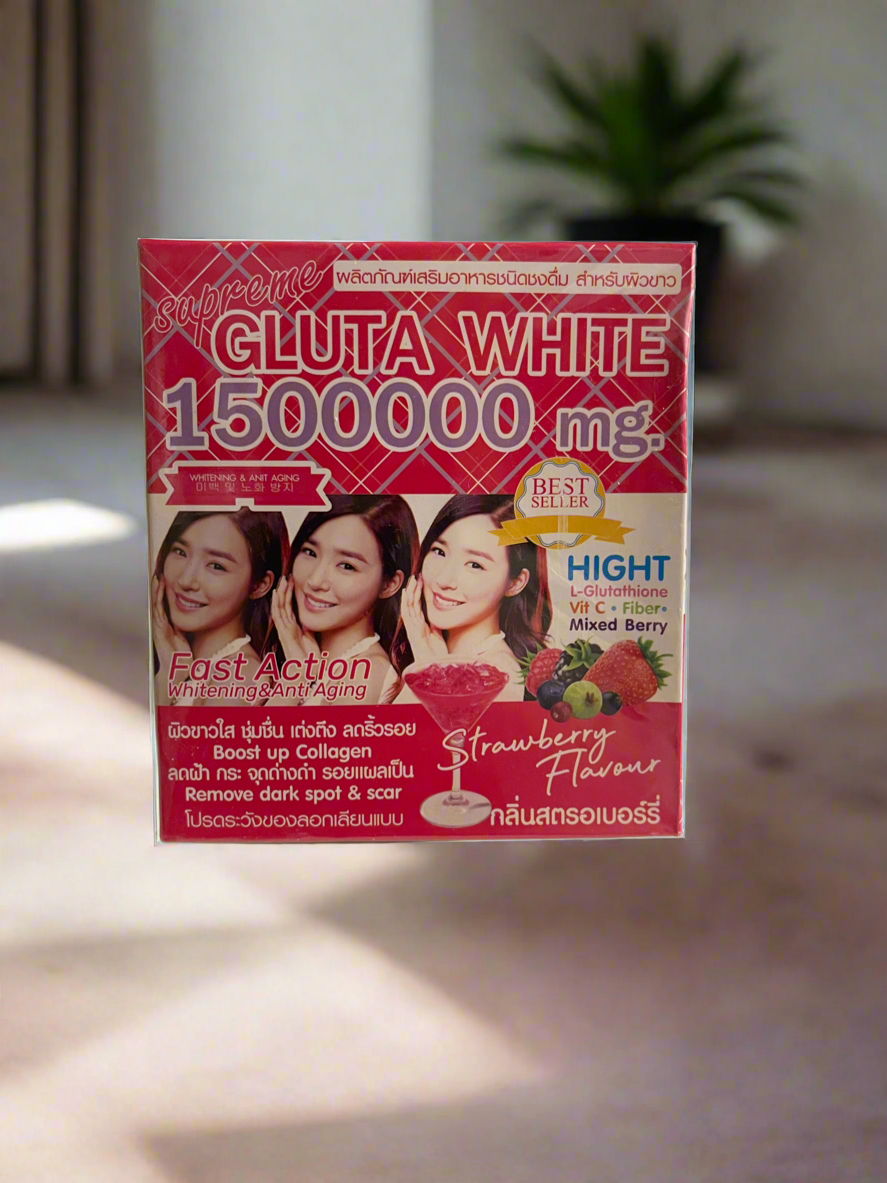 supreme
ผลิตภัณฑ์เสริมอาหารชนิดชงดื่ม สำหรับผิวขาว
GLUTA WHITE
1500000 mg.
WHITENING & ANIT AGING
미백 및 노화 방지
BEST
SELLER
HIGHT
L-Glutathione
Vit C • Fiber•
Mixed Berry
Fast Action
Whitening&Anti Aging
ผิวขาวใส ชุ่มชื่น เต่งตึง ลดริ้วรอย
Boost up Collagen
ลดฝ้า กระ จุดด่างดำ รอยแผลเป็น
Remove dark spot & scar
โปรดระวังของลอกเลียนแบบ
Strawberry
Flavour
กลิ่นสตรอเบอร์รี่